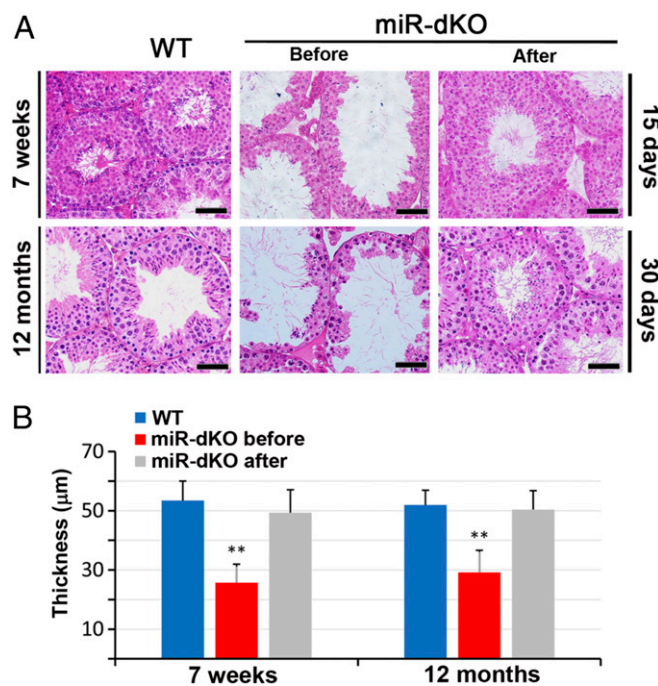 A
WT
miR-dKO
Before
After
7 weeks
15 days
12 months
30 days
B
WT
miR-dKO before
miR-dKO after
Thickness (μm)
70
50
30
10
**
**
7 weeks
12 months